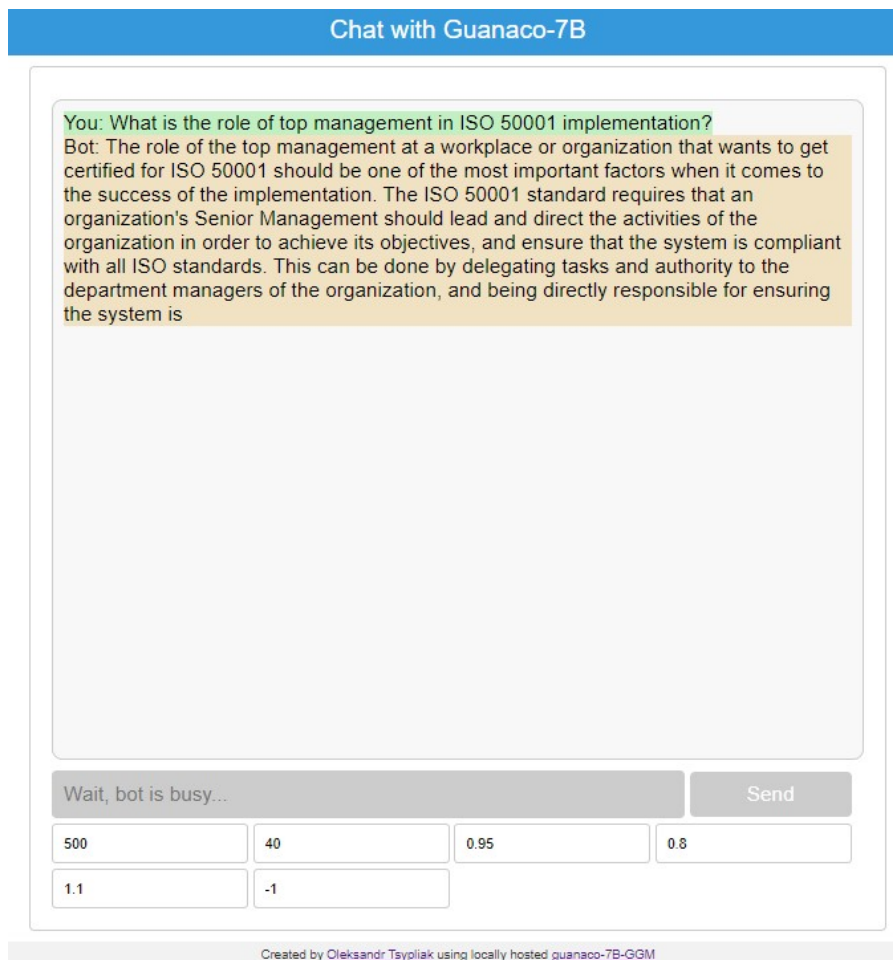 Chat with Guanaco-7B
You: What is the role of top management in ISO 50001 implementation?
Bot: The role of the top management at a workplace or organization that wants to get
certified for ISO 50001 should be one of the most important factors when it comes to
the success of the implementation. The ISO 50001 standard requires that an
organization's Senior Management should lead and direct the activities of the
organization in order to achieve its objectives, and ensure that the system is compliant
with all ISO standards. This can be done by delegating tasks and authority to the
department managers of the organization, and being directly responsible for ensuring
the system is
Wait, bot is busy... Send
500 40 0.95 0.8
1.1 -1
Created by Oleksandr Tsypliak using locally hosted guanaco-7B-GGM